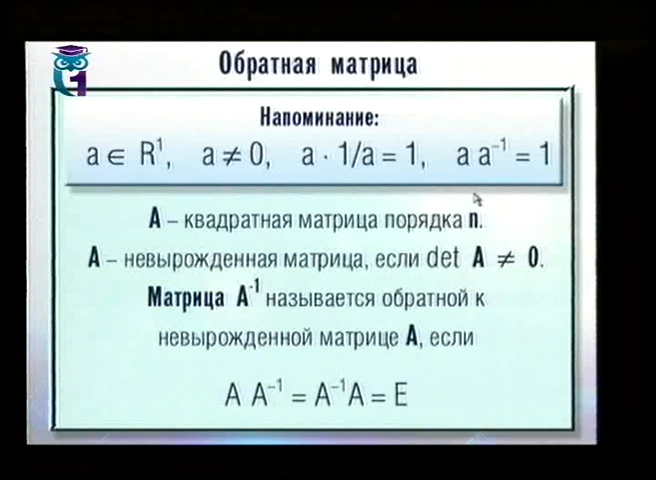 1
Обратная матрица
Напоминание:
a ∈ R¹, a ≠ 0, a · 1/a = 1, a a⁻¹ = 1
A – квадратная матрица порядка n.
A – невырожденная матрица, если det A ≠ 0.
Матрица A⁻¹ называется обратной к
невырожденной матрице A, если
A A⁻¹ = A⁻¹A = E